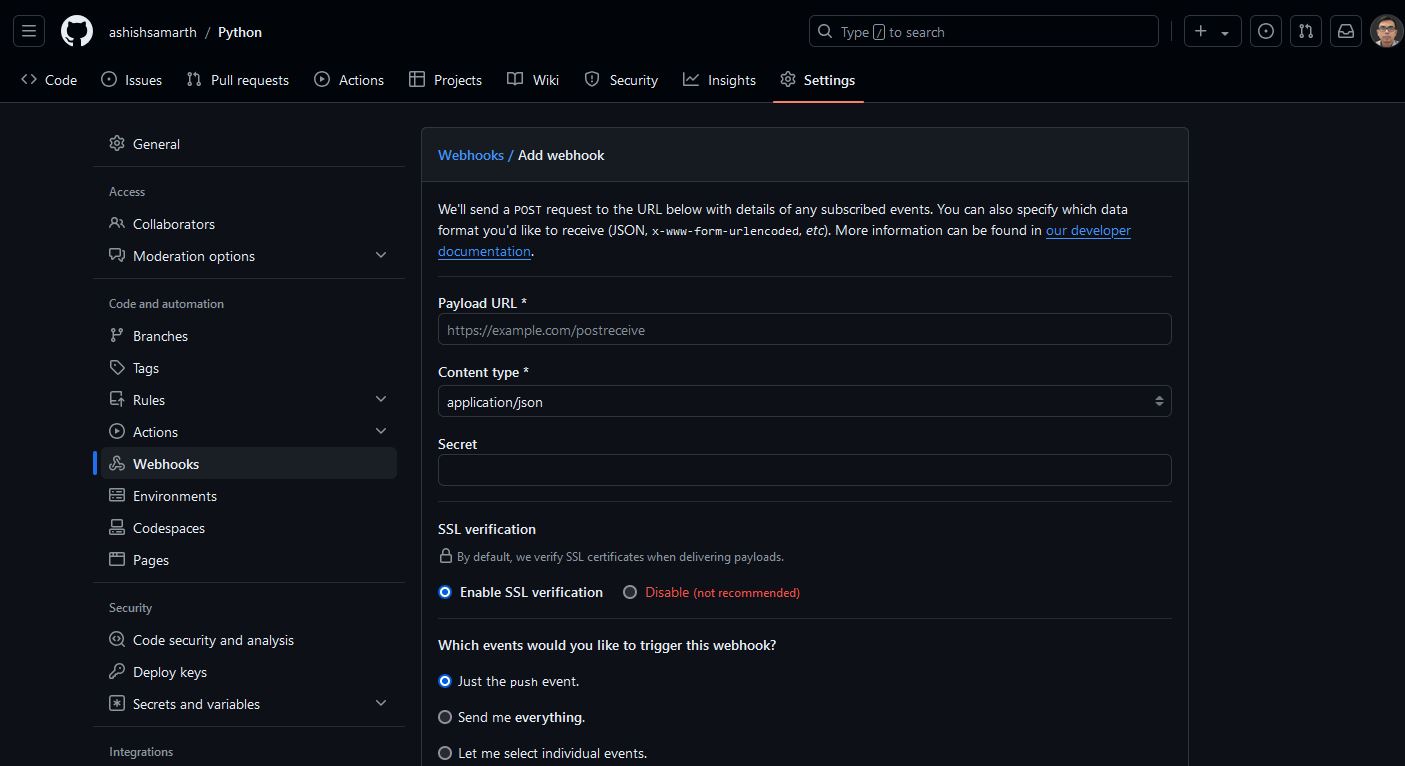 ashishsamarth / Python
Type / to search
Code Issues Pull requests Actions Projects Wiki Security Insights Settings
General
Access
Collaborators
Moderation options
Code and automation
Branches
Tags
Rules
Actions
Webhooks
Environments
Codespaces
Pages
Security
Code security and analysis
Deploy keys
Secrets and variables
Integrations
Webhooks / Add webhook
We'll send a POST request to the URL below with details of any subscribed events. You can also specify which data
format you'd like to receive (JSON, x-www-form-urlencoded, etc). More information can be found in our developer
documentation.
Payload URL *
https://example.com/postreceive
Content type *
application/json
Secret
SSL verification
By default, we verify SSL certificates when delivering payloads.
Enable SSL verification Disable (not recommended)
Which events would you like to trigger this webhook?
Just the push event.
Send me everything.
Let me select individual events.